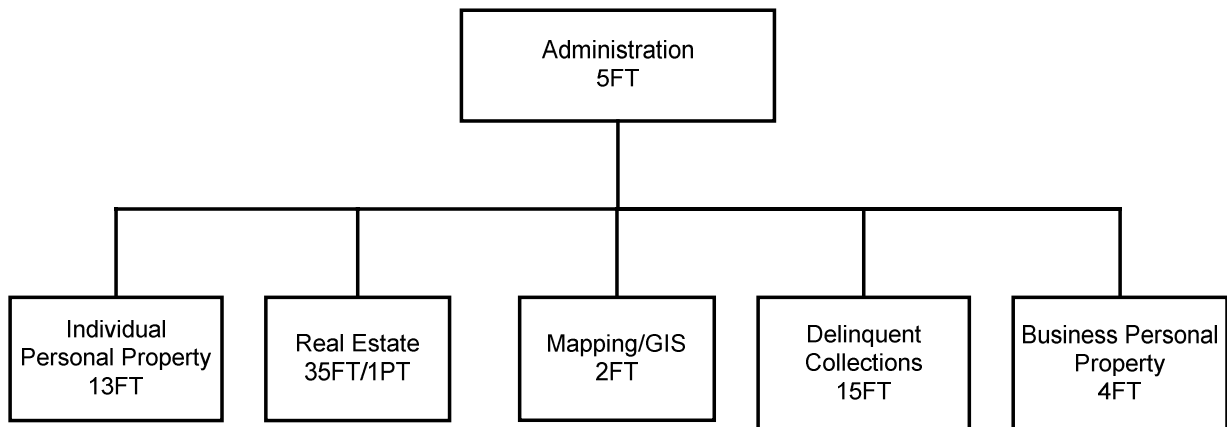 Administration
5FT
Individual
Personal Property
13FT
Real Estate
35FT/1PT
Mapping/GIS
2FT
Delinquent
Collections
15FT
Business Personal
Property
4FT